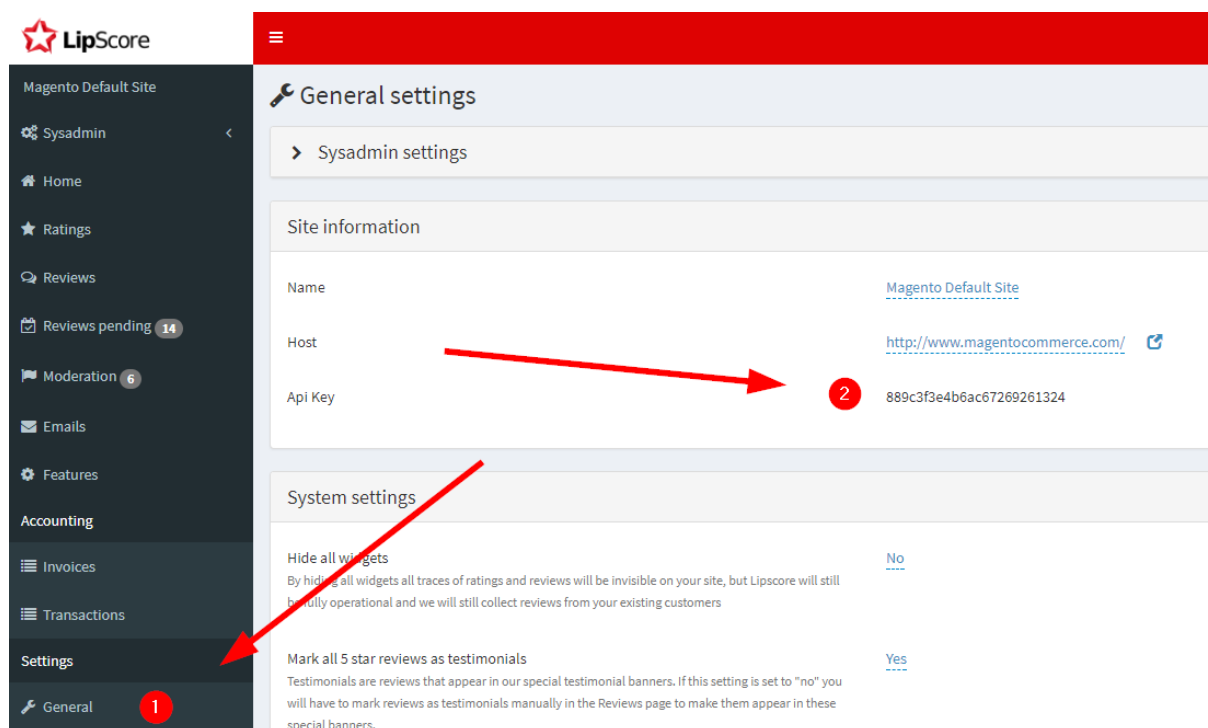 LipScore
Magento Default Site
Sysadmin
Home
Ratings
Reviews
Reviews pending 14
Moderation 6
Emails
Features
Accounting
Invoices
Transactions
Settings
General 1
General settings
Sysadmin settings
Site information
Name Magento Default Site
Host http://www.magentocommerce.com/
Api Key 2 889c3f3e4b6ac67269261324
System settings
Hide all widgets No
By hiding all widgets all traces of ratings and reviews will be invisible on your site, but Lipscore will still
be fully operational and we will still collect reviews from your existing customers
Mark all 5 star reviews as testimonials Yes
Testimonials are reviews that appear in our special testimonial banners. If this setting is set to "no" you
will have to mark reviews as testimonials manually in the Reviews page to make them appear in these
special banners.